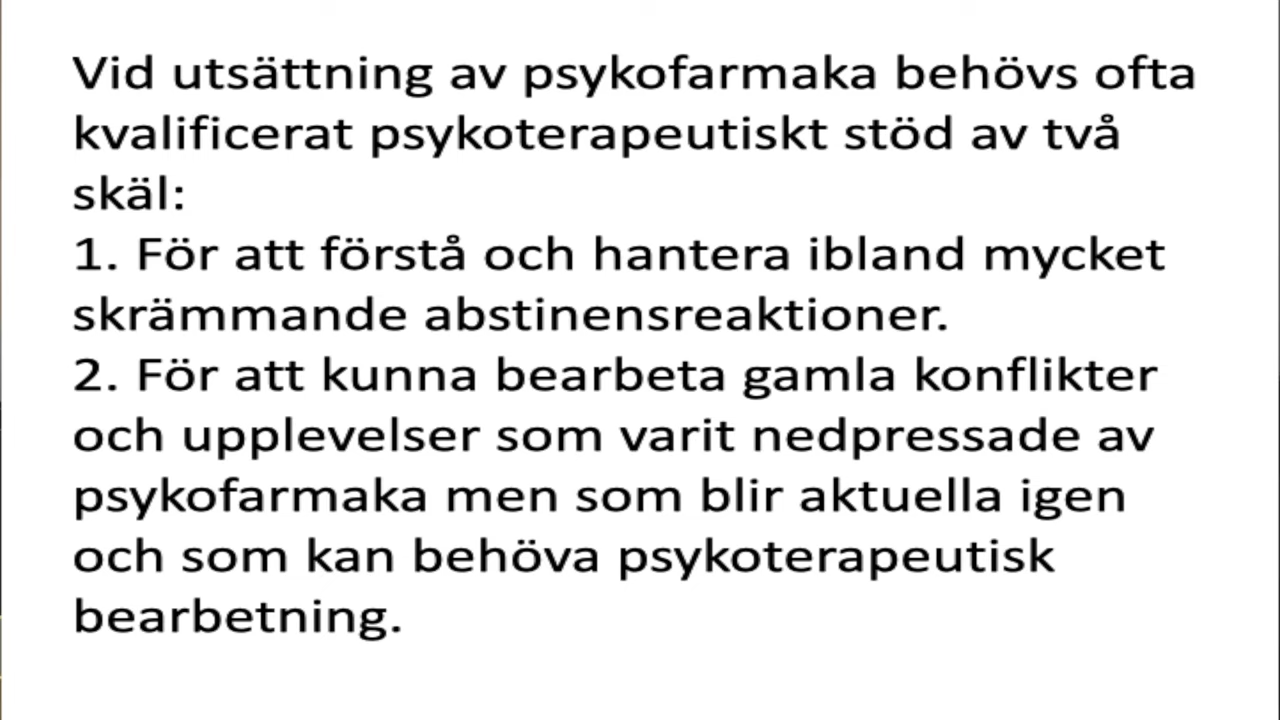 Vid utsättning av psykofarmaka behövs ofta
kvalificerat psykoterapeutiskt stöd av två
skäl:
1. För att förstå och hantera ibland mycket
skrämmande abstinensreaktioner.
2. För att kunna bearbeta gamla konflikter
och upplevelser som varit nedpressade av
psykofarmaka men som blir aktuella igen
och som kan behöva psykoterapeutisk
bearbetning.